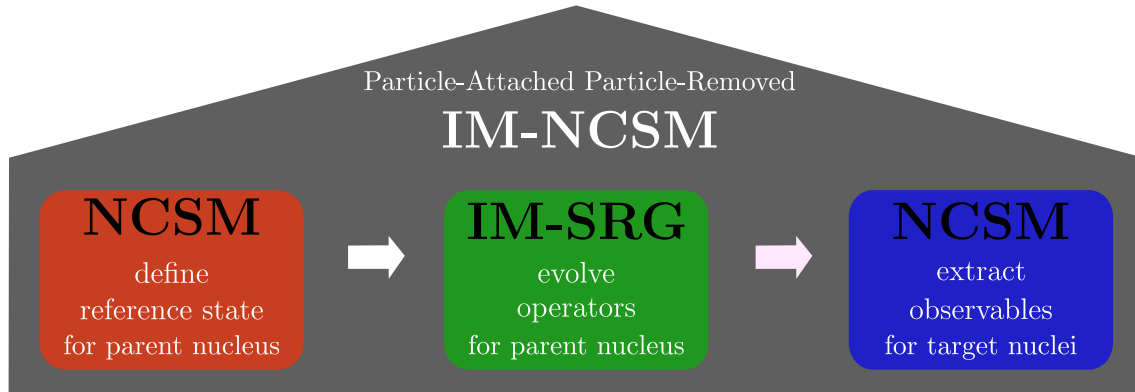 Particle-Attached Particle-Removed
IM-NCSM
NCSM
define
reference state
for parent nucleus
IM-SRG
evolve
operators
for parent nucleus
NCSM
extract
observables
for target nuclei